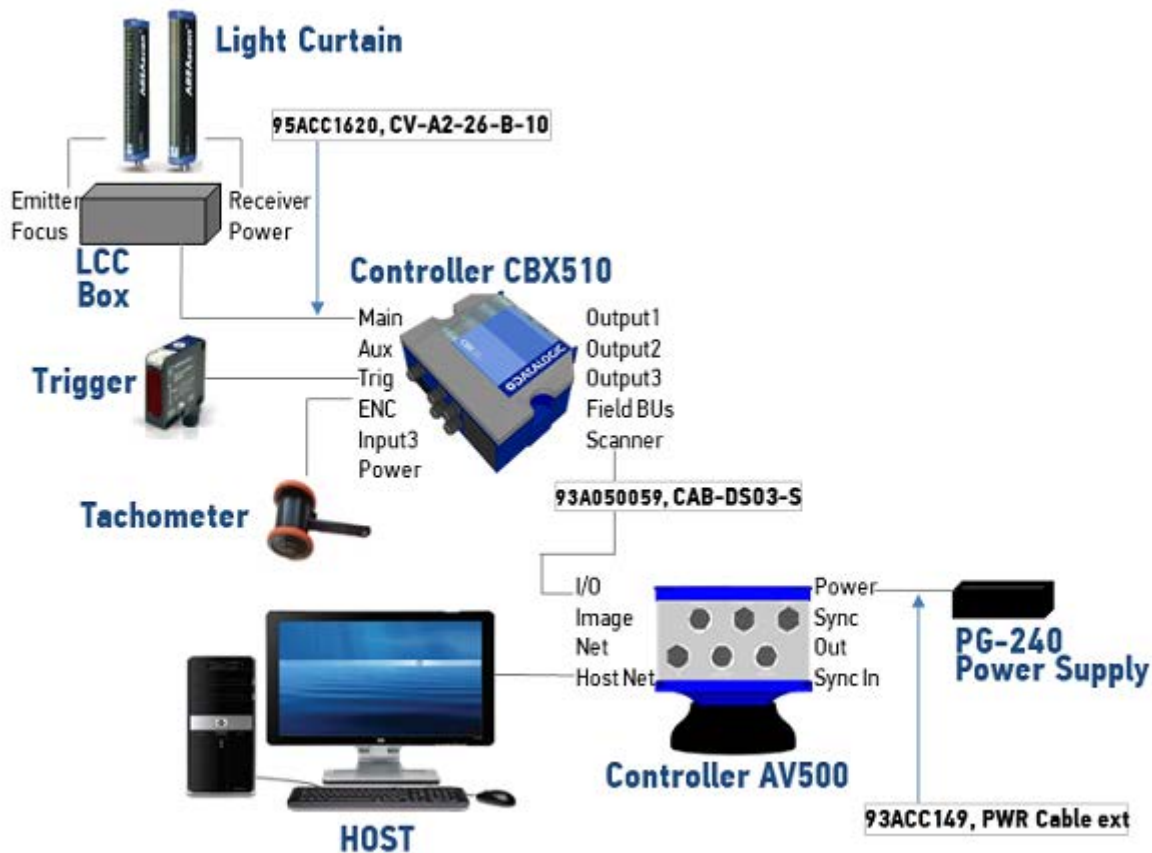 Light Curtain
95ACC1620, CV-A2-26-B-10
Emitter
Focus
Receiver
Power
LCC
Box
Controller CBX510
Main
Aux
Trig
ENC
Input3
Power
Output1
Output2
Output3
Field BUs
Scanner
DATALOGIC
Trigger
Tachometer
93A050059, CAB-DS03-S
I/O
Image
Net
Host Net
Power
Sync
Out
Sync In
PG-240
Power Supply
Controller AV500
HOST
93ACC149, PWR Cable ext